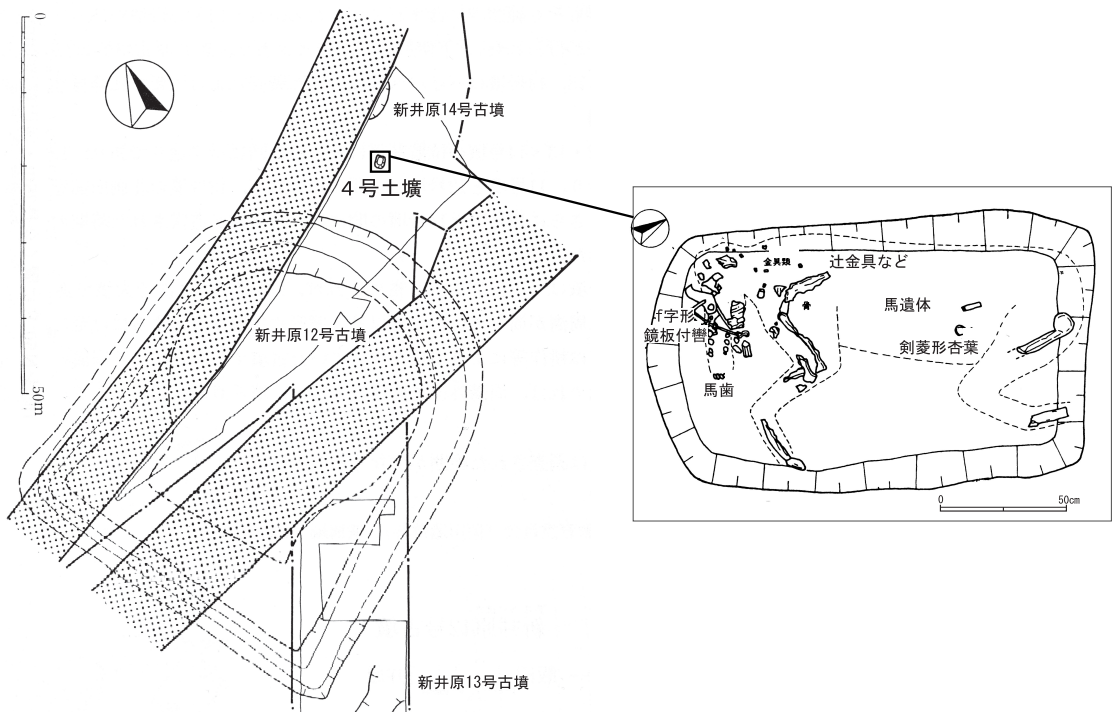 0
50m
新井原14号古墳
4号土壙
新井原12号古墳
新井原13号古墳
金具類
辻金具など
骨
馬遺体
f字形
鏡板付轡
剣菱形杏葉
馬歯
0
50cm